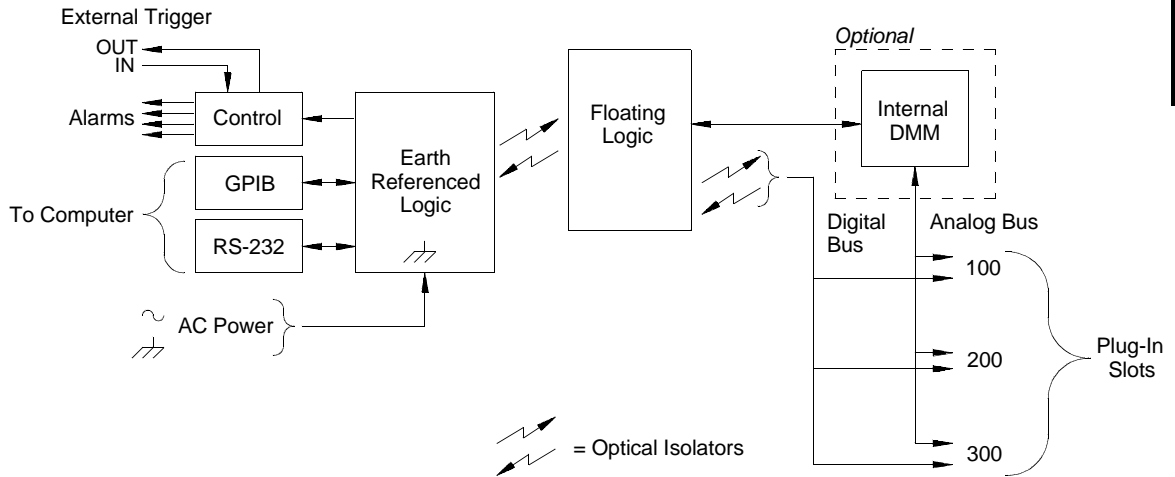 External Trigger
OUT
IN
Alarms
Control
GPIB
To Computer
RS-232
AC Power
Earth
Referenced
Logic
Floating
Logic
Optional
Internal
DMM
Digital
Bus
Analog Bus
100
200
300
Plug-In
Slots
= Optical Isolators